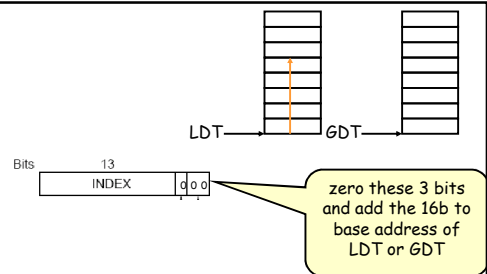 LDT GDT
Bits 13
INDEX 0 0 0
zero these 3 bits
and add the 16b to
base address of
LDT or GDT